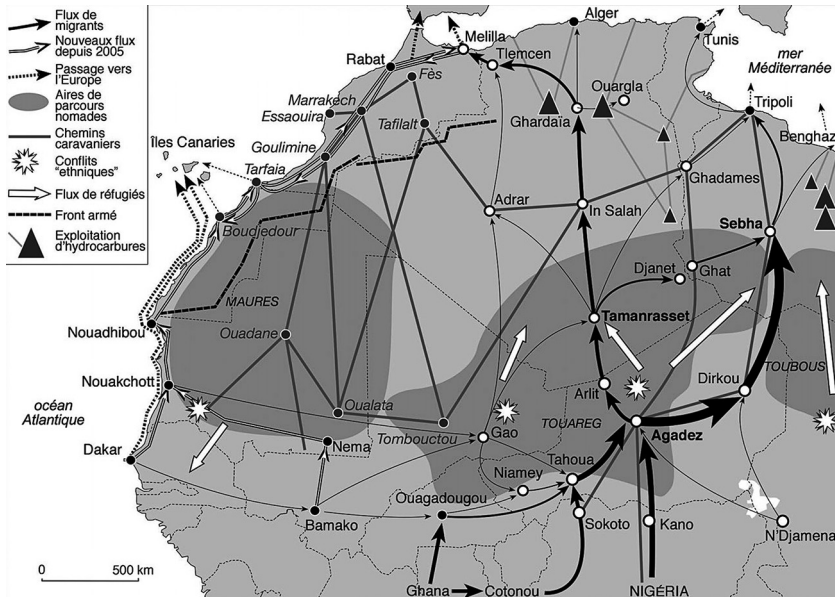 Flux de
migrants
Nouveaux flux
depuis 2005
Passage vers
l'Europe
Aires de
parcours
nomades
Chemins
caravaniers
Conflits
"ethniques"
Flux de réfugiés
Front armé
Exploitation
d'hydrocarbures
Alger
Melilla
Tlemcen
Tunis
mer
Méditerranée
Rabat
Fès
Ouargla
Ghardaïa
Marrakech
Essaouira
Tafilalt
Tripoli
Benghaz
îles Canaries
Goulimine
Tarfaia
Ghadames
Adrar
In Salah
Sebha
Boudjedour
Djanet
Ghat
MAURES
Tamanrasset
Nouadhibou
Ouadane
TOUBOUS
Nouakchott
Arlit
Dirkou
océan
Atlantique
Oualata
TOUAREG
Tombouctou
Gao
Agadez
Dakar
Nema
Tahoua
Niamey
Ouagadougou
Bamako
Sokoto
Kano
N'Djamena
0
500 km
Ghana
Cotonou
NIGÉRIA